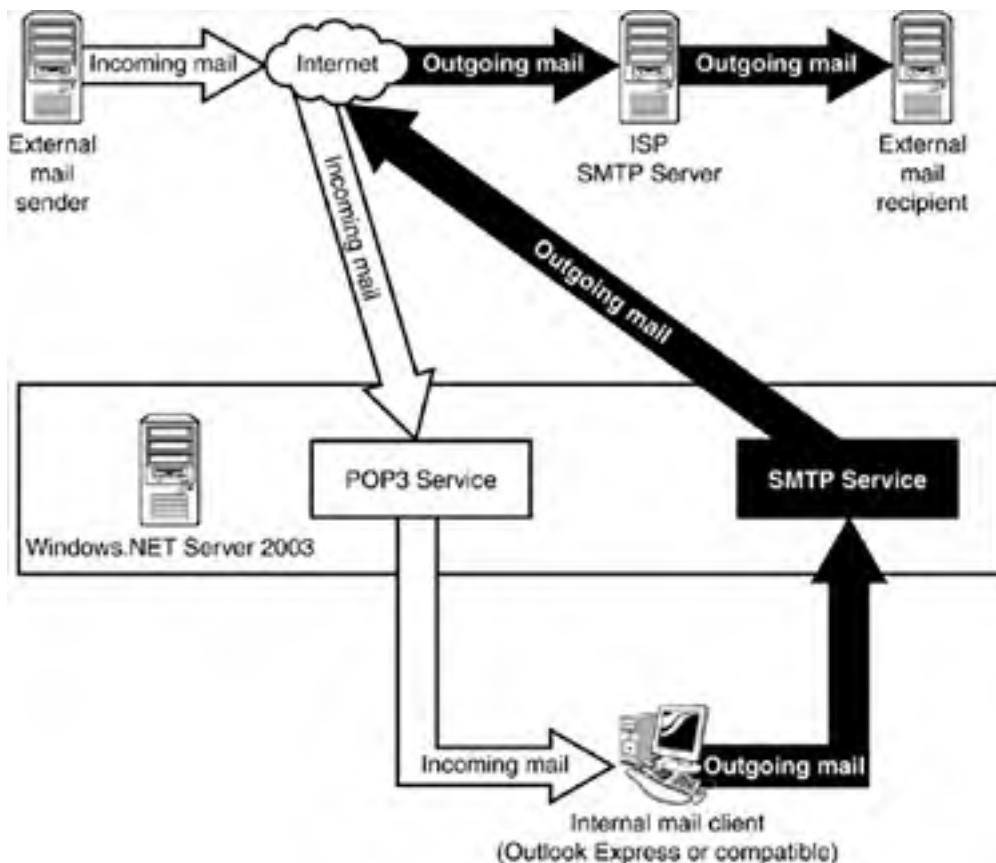 Incoming mail
Internet
Outgoing mail
Outgoing mail
External
mail
sender
ISP
SMTP Server
External
mail
recipient
Incoming mail
Outgoing mail
POP3 Service
SMTP Service
Windows.NET Server 2003
Incoming mail
Outgoing mail
Internal mail client
(Outlook Express or compatible)